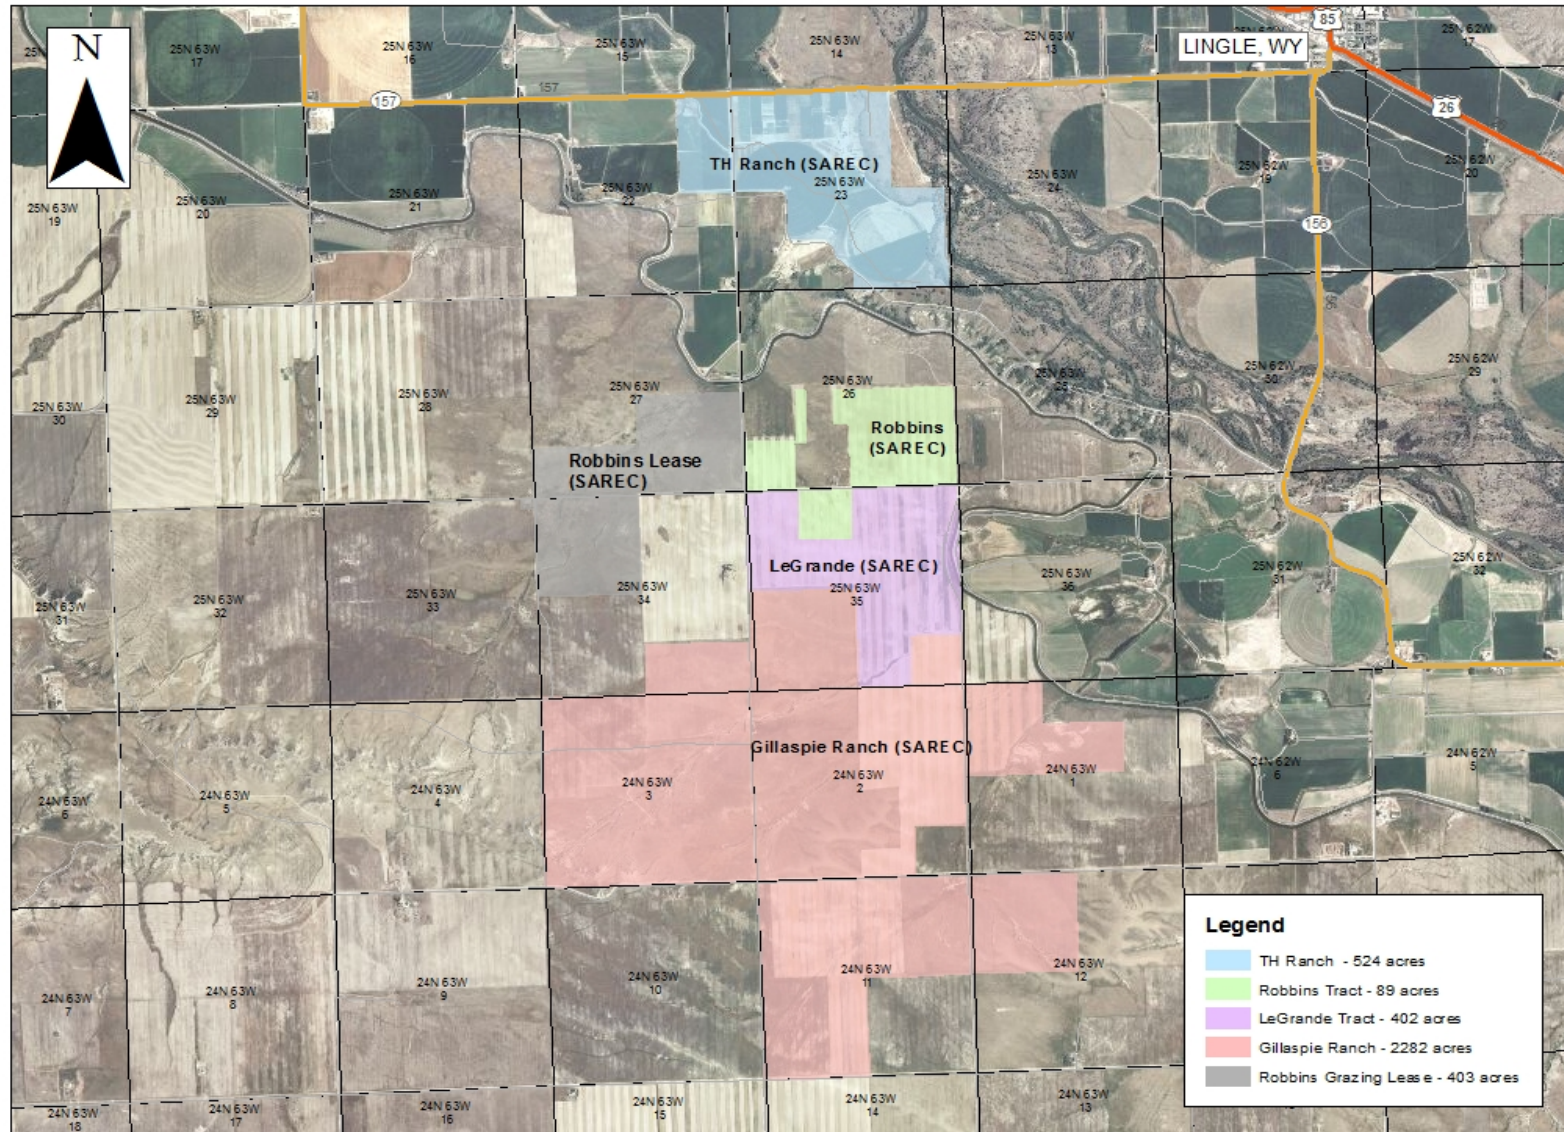 N
LINGLE, WY
85
26
157
157
156
25N 63W
17
25N 63W
16
25N 63W
15
25N 63W
14
25N 63W
13
25N 62W
17
25N 63W
19
25N 63W
20
25N 63W
21
25N 63W
22
TH Ranch (SAREC)
25N 63W
23
25N 63W
24
25N 62W
19
25N 62W
20
25N 63W
30
25N 63W
29
25N 63W
28
25N 63W
27
25N 63W
26
25N 62W
30
25N 62W
29
Robbins
(SAREC)
Robbins Lease
(SAREC)
25N 63W
31
25N 63W
32
25N 63W
33
25N 63W
34
LeGrande (SAREC)
25N 63W
35
25N 63W
36
25N 62W
31
25N 62W
32
Gillaspie Ranch (SAREC)
24N 63W
6
24N 63W
5
24N 63W
4
24N 63W
3
24N 63W
2
24N 63W
1
24N 62W
6
24N 62W
5
24N 63W
7
24N 63W
8
24N 63W
9
24N 63W
10
24N 63W
11
24N 63W
12
24N 63W
18
24N 63W
17
24N 63W
16
24N 63W
15
24N 63W
14
24N 63W
13
Legend
TH Ranch - 524 acres
Robbins Tract - 89 acres
LeGrande Tract - 402 acres
Gillaspie Ranch - 2282 acres
Robbins Grazing Lease - 403 acres